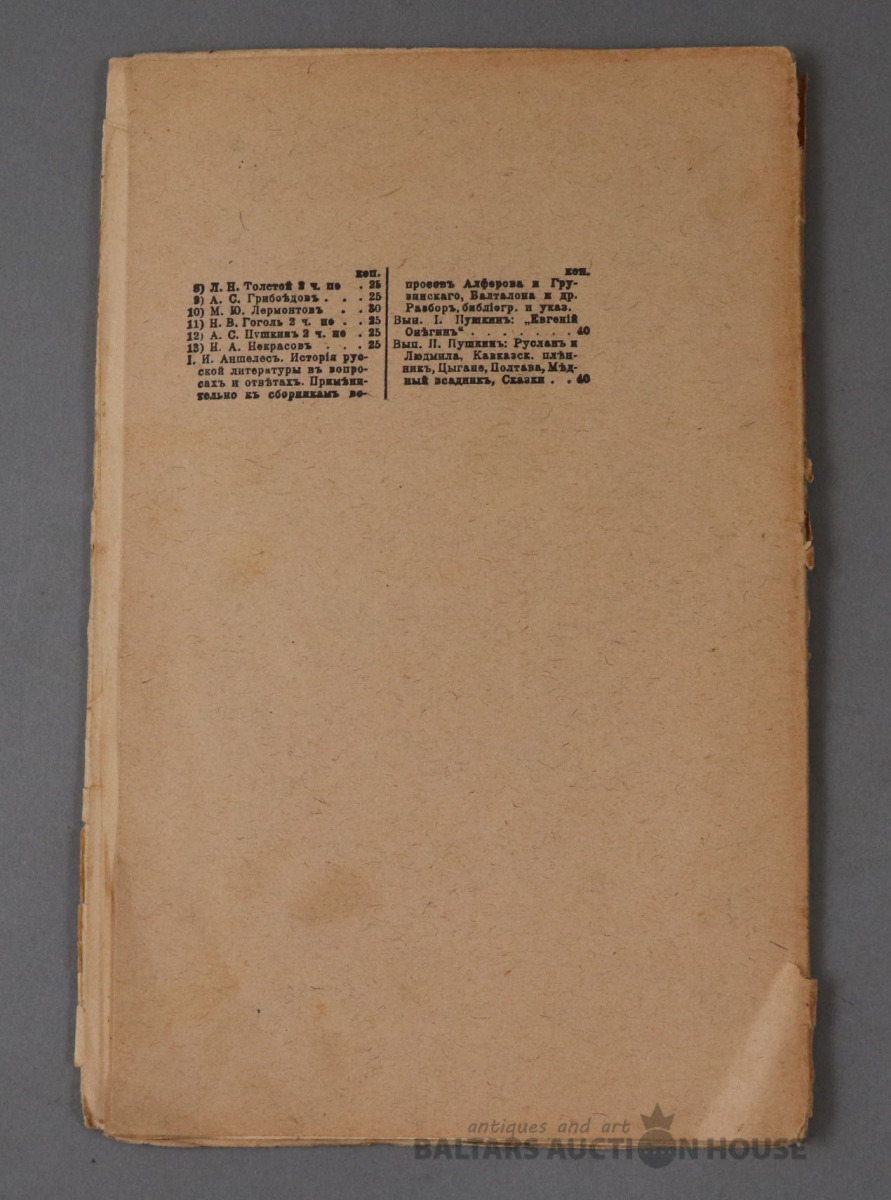 коп.
8) Л. Н. Толстой 2 ч. по . 25
9) А. С. Грибоѣдовъ . . . 25
10) М. Ю. Лермонтовъ . . 30
11) Н. В. Гоголь 2 ч. по . . 25
12) А. С. Пушкинъ 2 ч. по . 25
13) Н. А. Некрасовъ . . . 25
I. И. Аншелесъ. Исторія рус-
ской литературы въ вопро-
сахъ и отвѣтахъ. Примѣни-
тельно къ сборникамъ во-
коп.
просовъ Алферова и Гру-
зинскаго, Балталона и др.
Разборъ, библіогр. и указ.
Вып. I. Пушкинъ: „Евгеній
Онѣгинъ“ . . . . . . . 40
Вып. II. Пушкинъ: Русланъ и
Людмила, Кавказск. плѣн-
никъ, Цыгане, Полтава, Мѣд-
ный всадникъ, Сказки . . 40
antiques and art
BALTARS AUCTION HOUSE